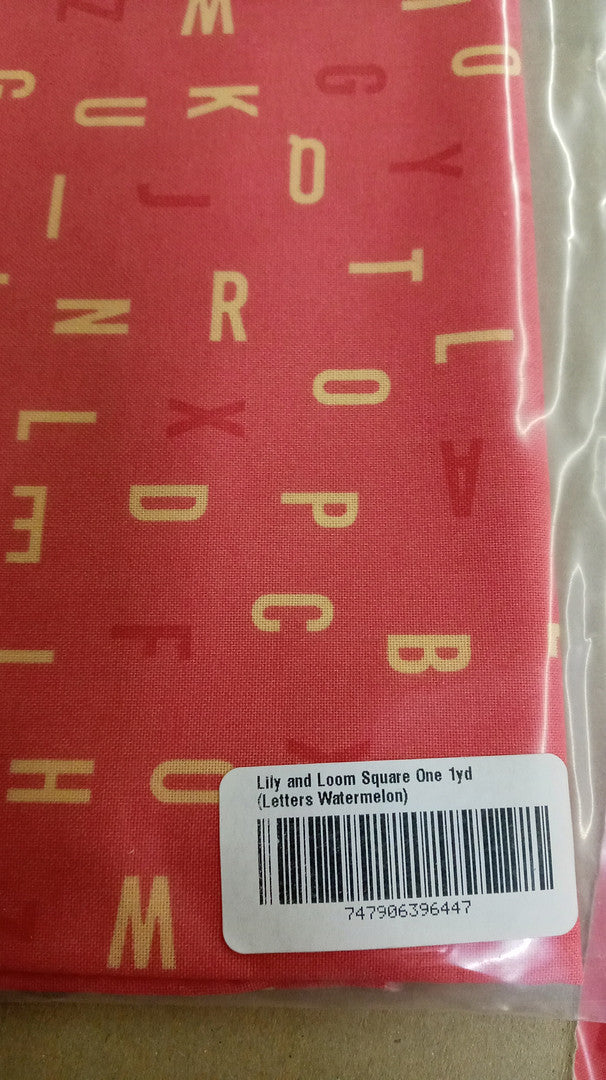 Z W O
G U K G
I J Q Y
N R T L
L X O A
E D P
I F C B
H U X
W
Lily and Loom Square One 1yd
(Letters Watermelon)
747906396447